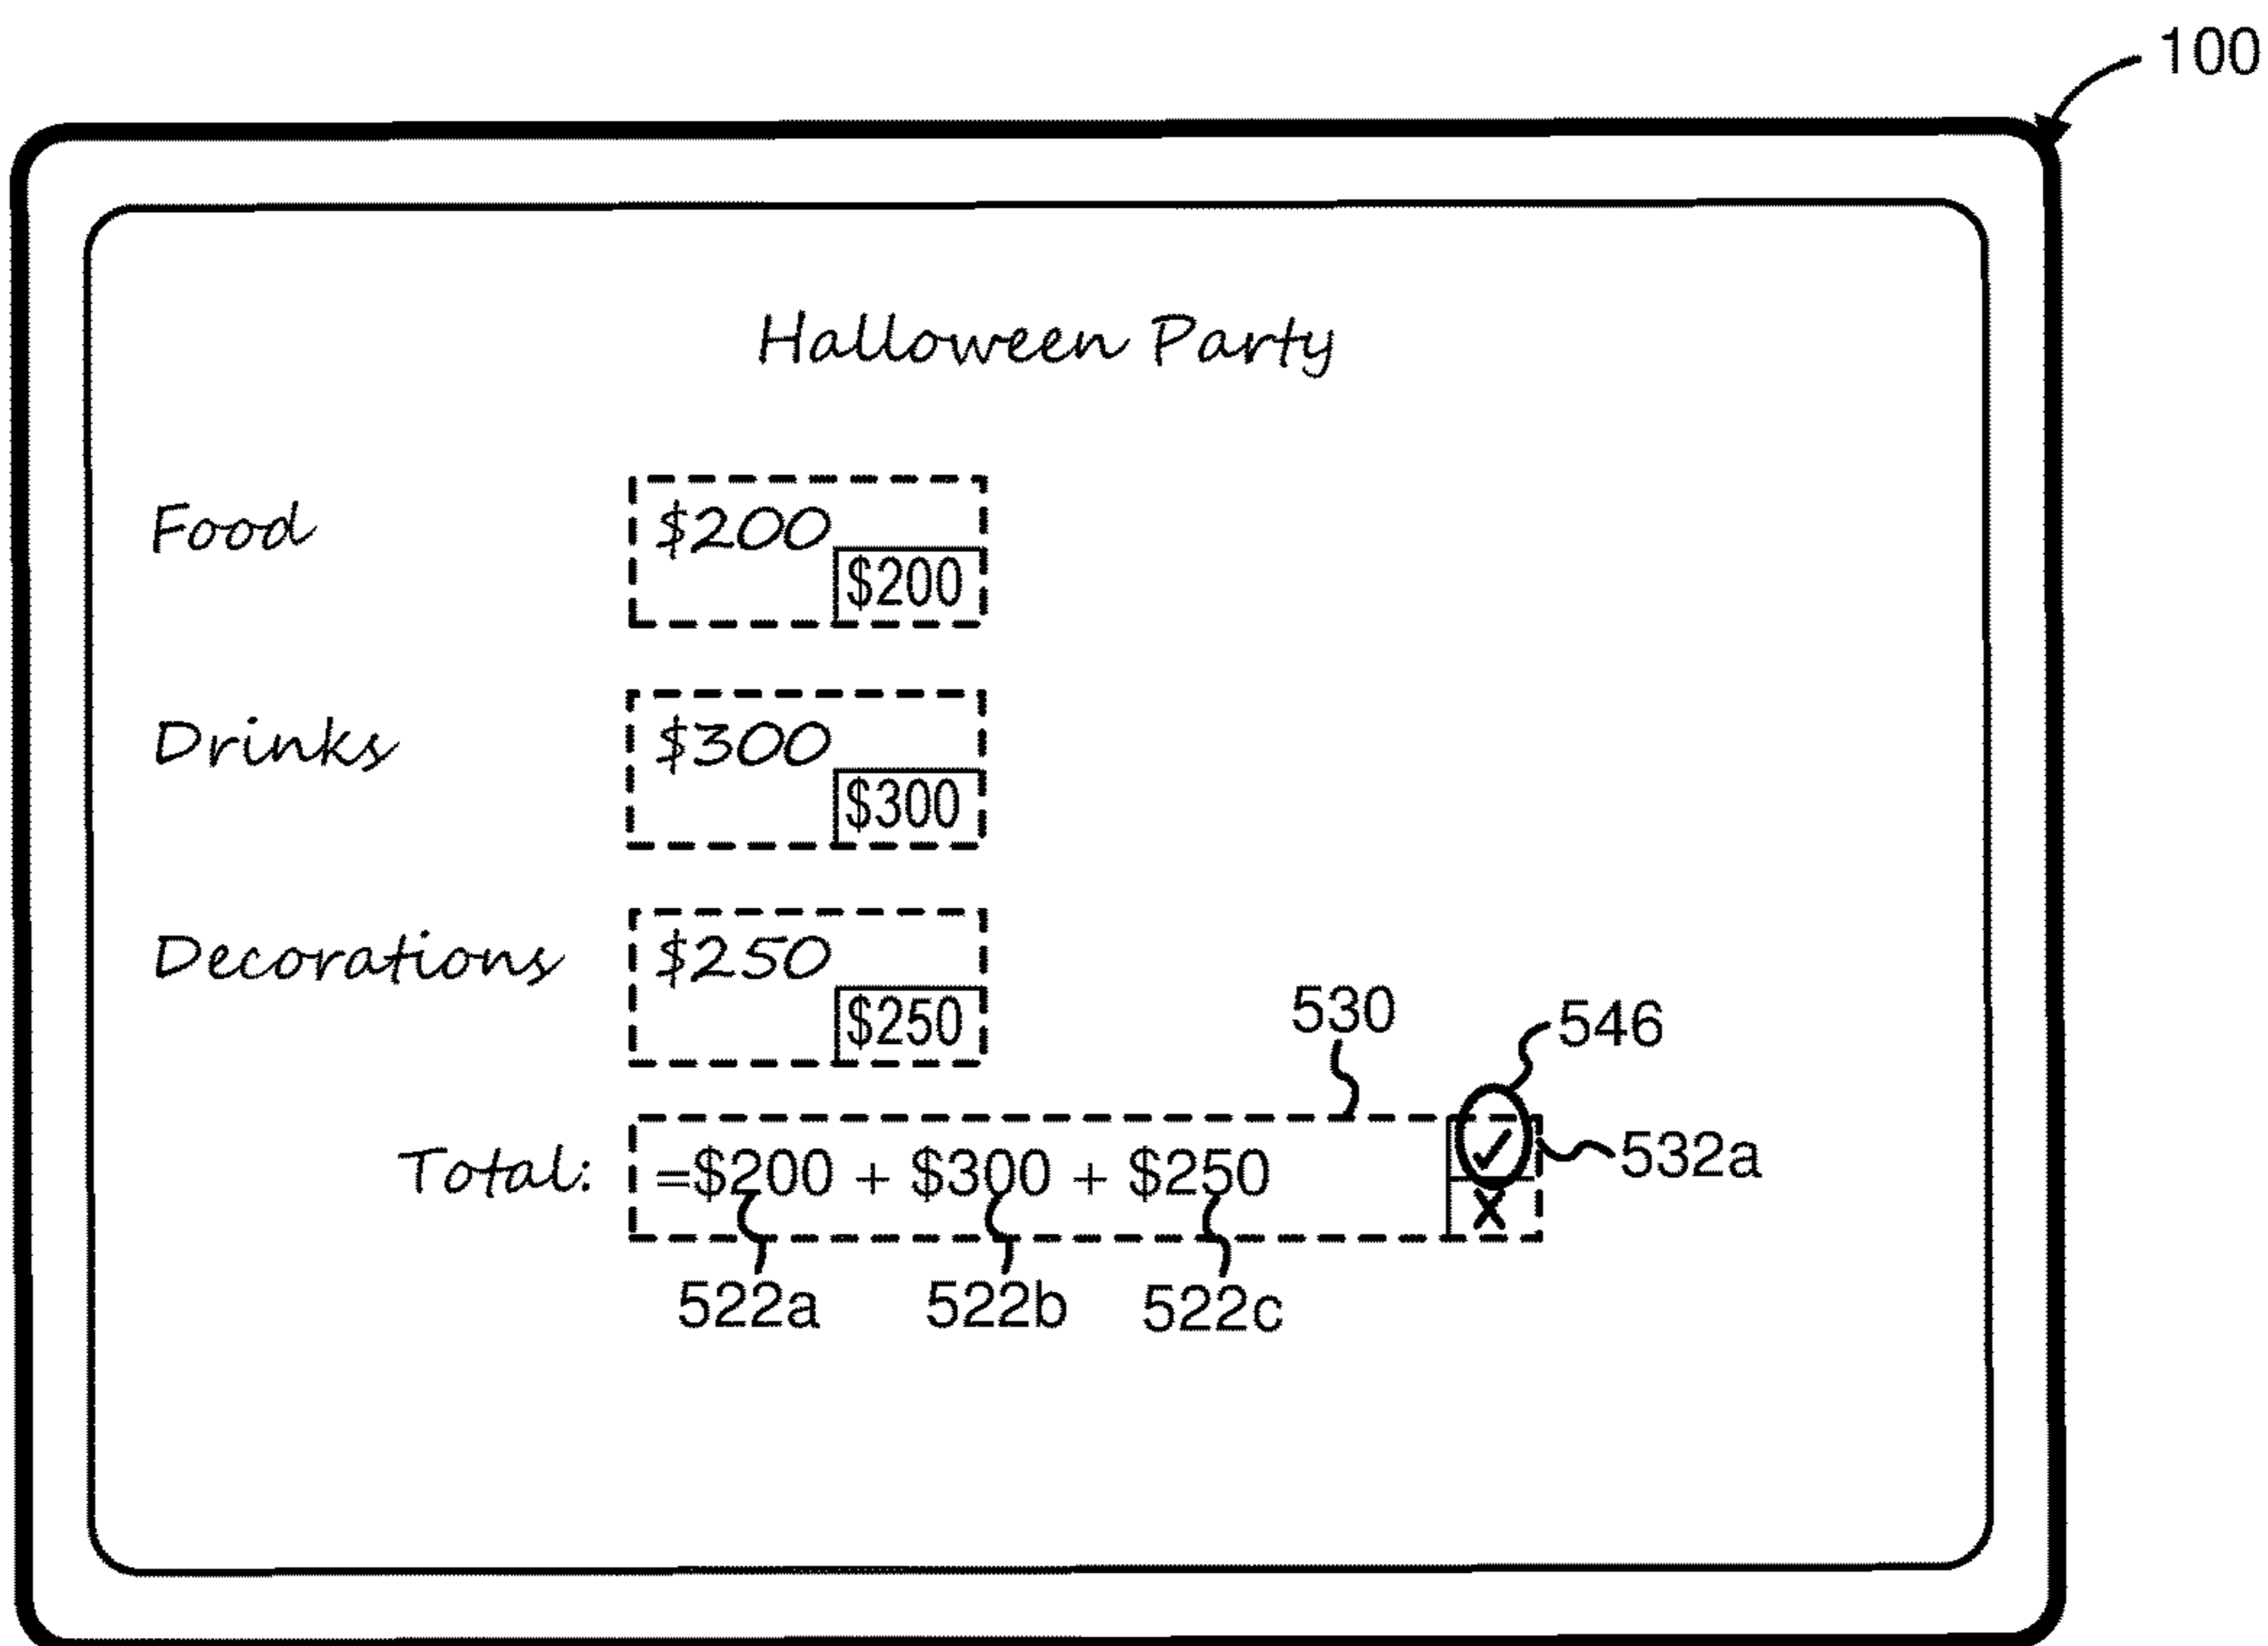 100
Halloween Party
Food $200
$200
Drinks $300
$300
Decorations $250
$250
530
546
Total: =$200 + $300 + $250 ✓
532a
X
522a 522b 522c